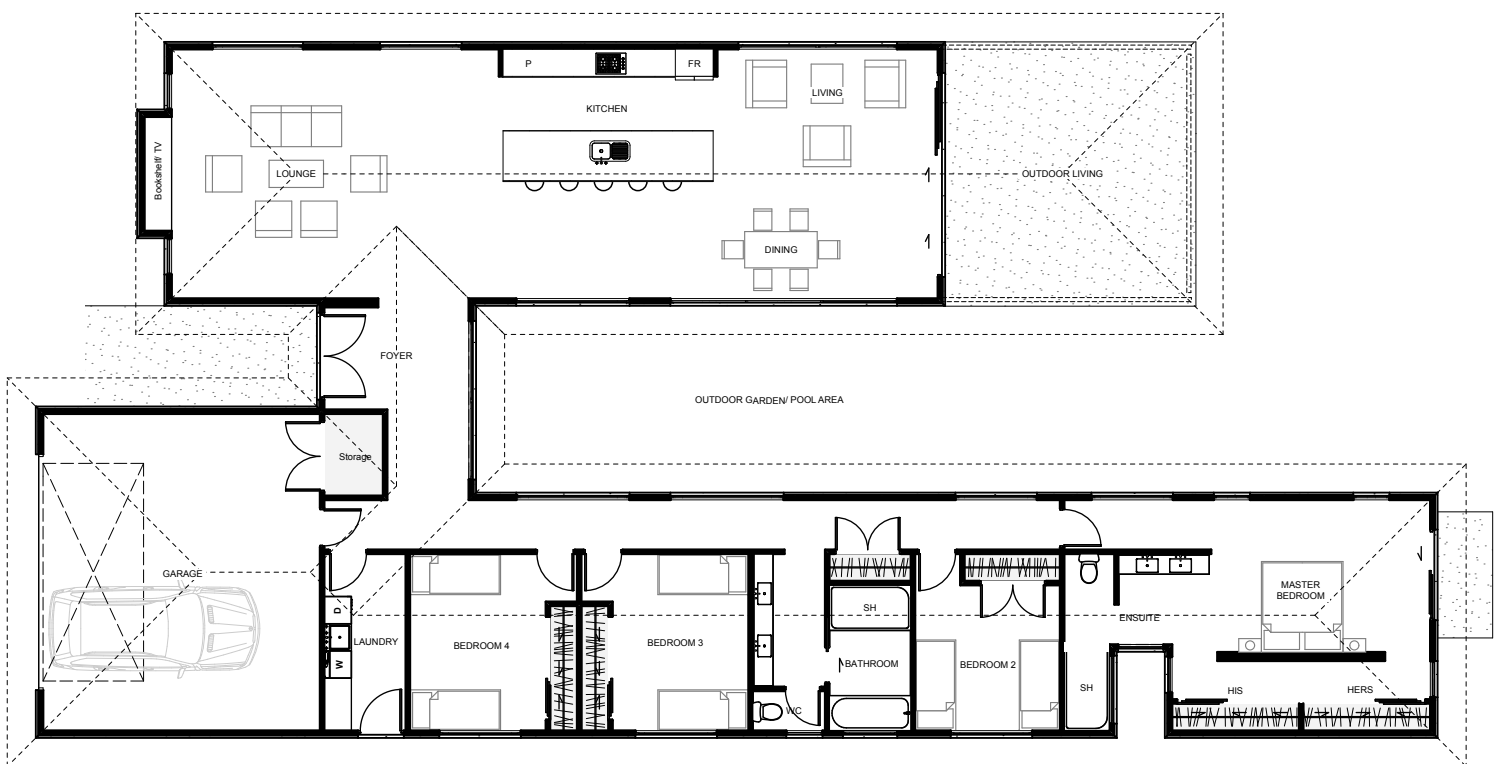 P
FR
LIVING
KITCHEN
Bookshelf/ TV
LOUNGE
OUTDOOR LIVING
DINING
FOYER
OUTDOOR GARDEN/ POOL AREA
Storage
GARAGE
D
W
LAUNDRY
BEDROOM 4
BEDROOM 3
WC
SH
BATHROOM
BEDROOM 2
SH
ENSUITE
MASTER
BEDROOM
HIS
HERS